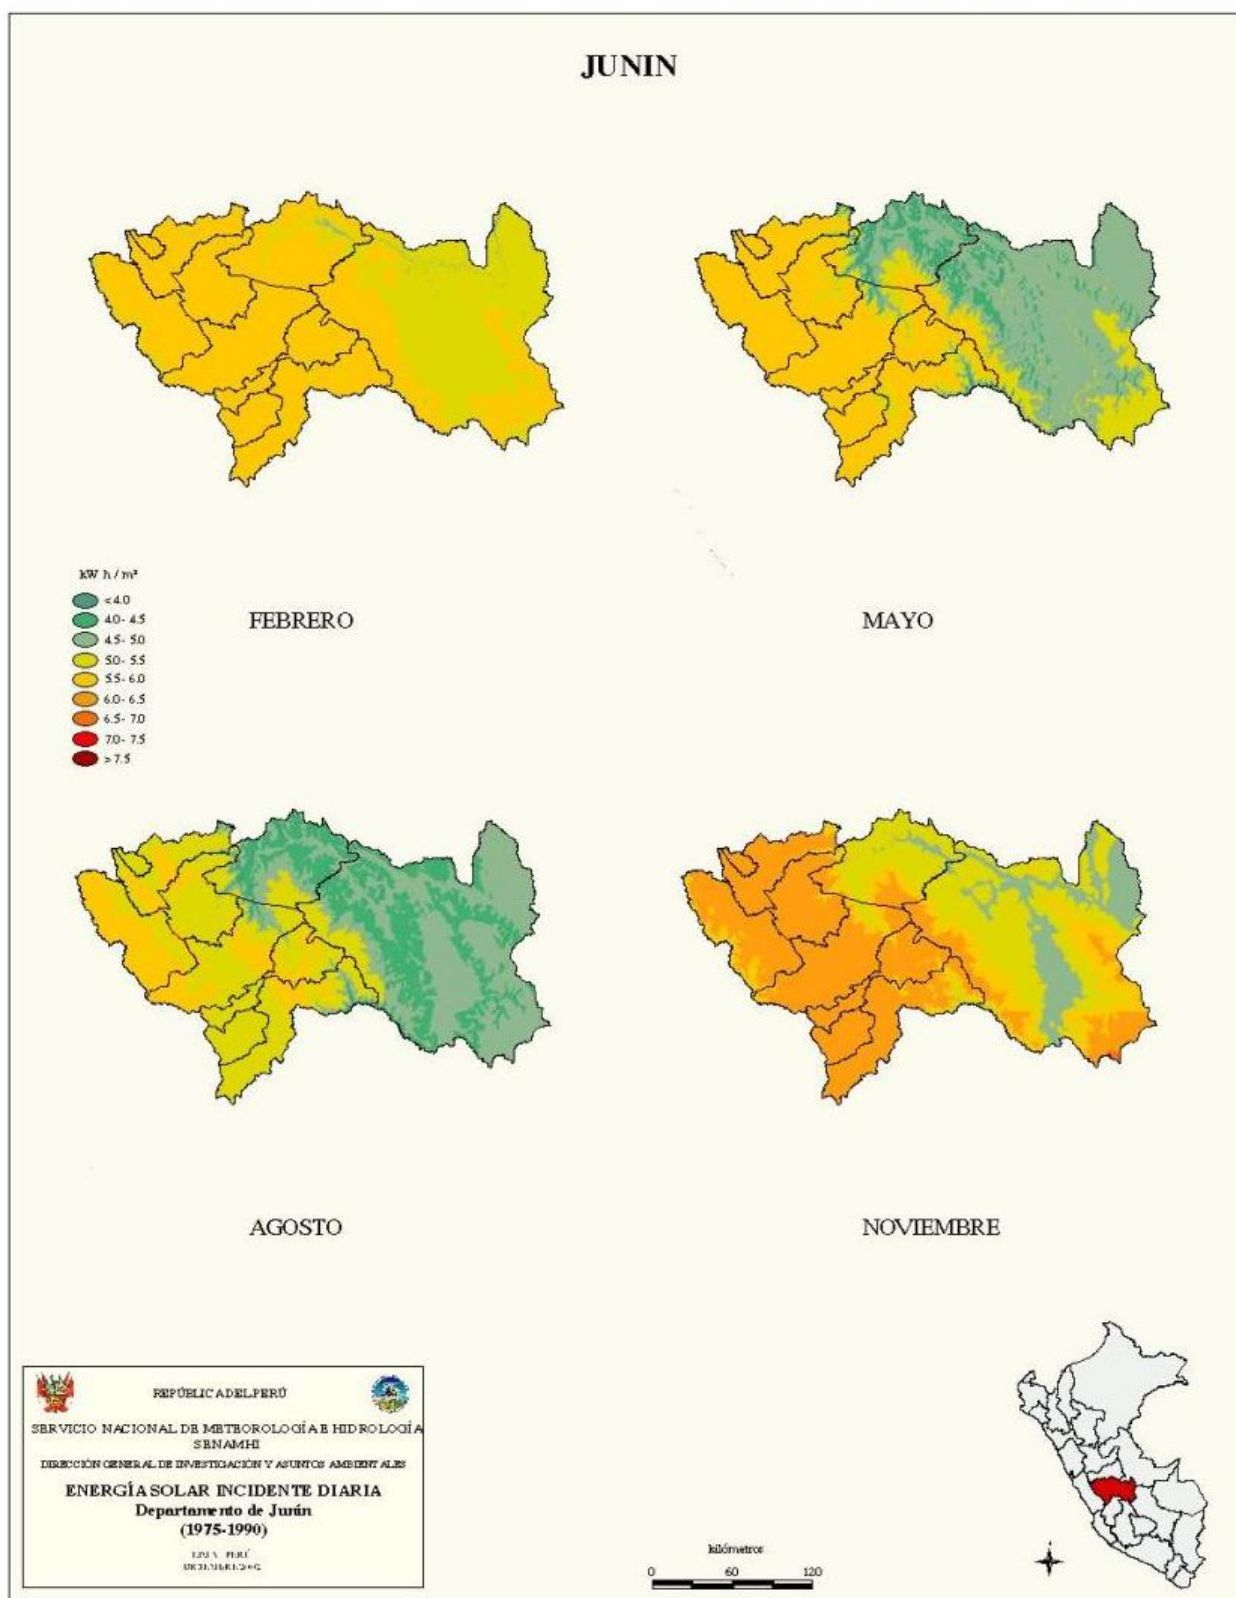 JUNIN
kW h / m²
< 4.0
4.0- 4.5
4.5- 5.0
5.0- 5.5
5.5- 6.0
6.0- 6.5
6.5- 7.0
7.0- 7.5
> 7.5
FEBRERO
MAYO
AGOSTO
NOVIEMBRE
REPÚBLICA DEL PERÚ
SERVICIO NACIONAL DE METEOROLOGÍA E HIDROLOGÍA
SENAMHI
DIRECCIÓN GENERAL DE INVESTIGACIÓN Y ASUNTOS AMBIENTALES
ENERGÍA SOLAR INCIDENTE DIARIA
Departamento de Junín
(1975-1990)
PERÚ
kilómetros
0 60 120